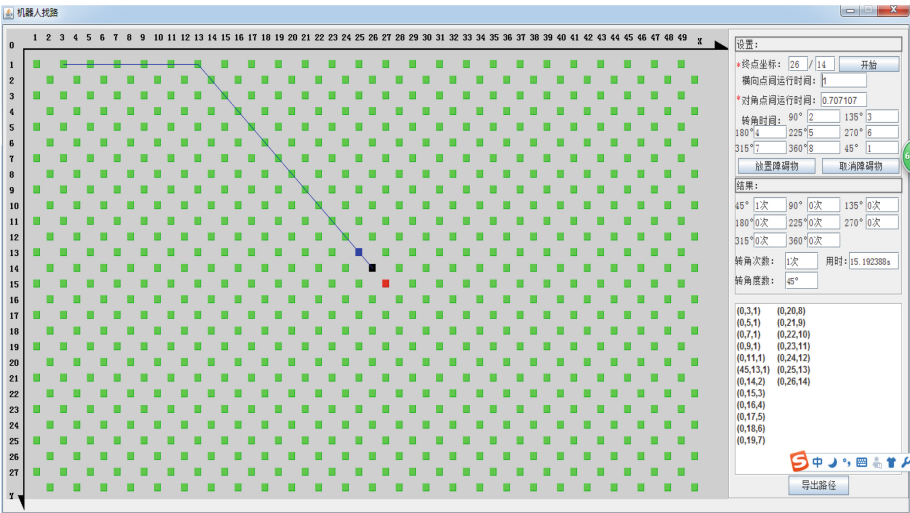 机器人找路
0 1 2 3 4 5 6 7 8 9 10 11 12 13 14 15 16 17 18 19 20 21 22 23 24 25 26 27 28 29 30 31 32 33 34 35 36 37 38 39 40 41 42 43 44 45 46 47 48 49 X
1
2
3
4
5
6
7
8
9
10
11
12
13
14
15
16
17
18
19
20
21
22
23
24
25
26
27
Y
设置:
*终点坐标: 26 / 14 开始
横向点间运行时间: 1
*对角点间运行时间: 0.707107
转角时间: 90° 2 135° 3
180° 4 225° 5 270° 6
315° 7 360° 8 45° 1
放置障碍物 取消障碍物
结果:
45° 1次 90° 0次 135° 0次
180° 0次 225° 0次 270° 0次
315° 0次 360° 0次
转角次数: 1次 用时: 15.192388s
转角度数: 45°
(0,3,1) (0,20,8)
(0,5,1) (0,21,9)
(0,7,1) (0,22,10)
(0,9,1) (0,23,11)
(0,11,1) (0,24,12)
(45,13,1) (0,25,13)
(0,14,2) (0,26,14)
(0,15,3)
(0,16,4)
(0,17,5)
(0,18,6)
(0,19,7)
S 中
导出路径